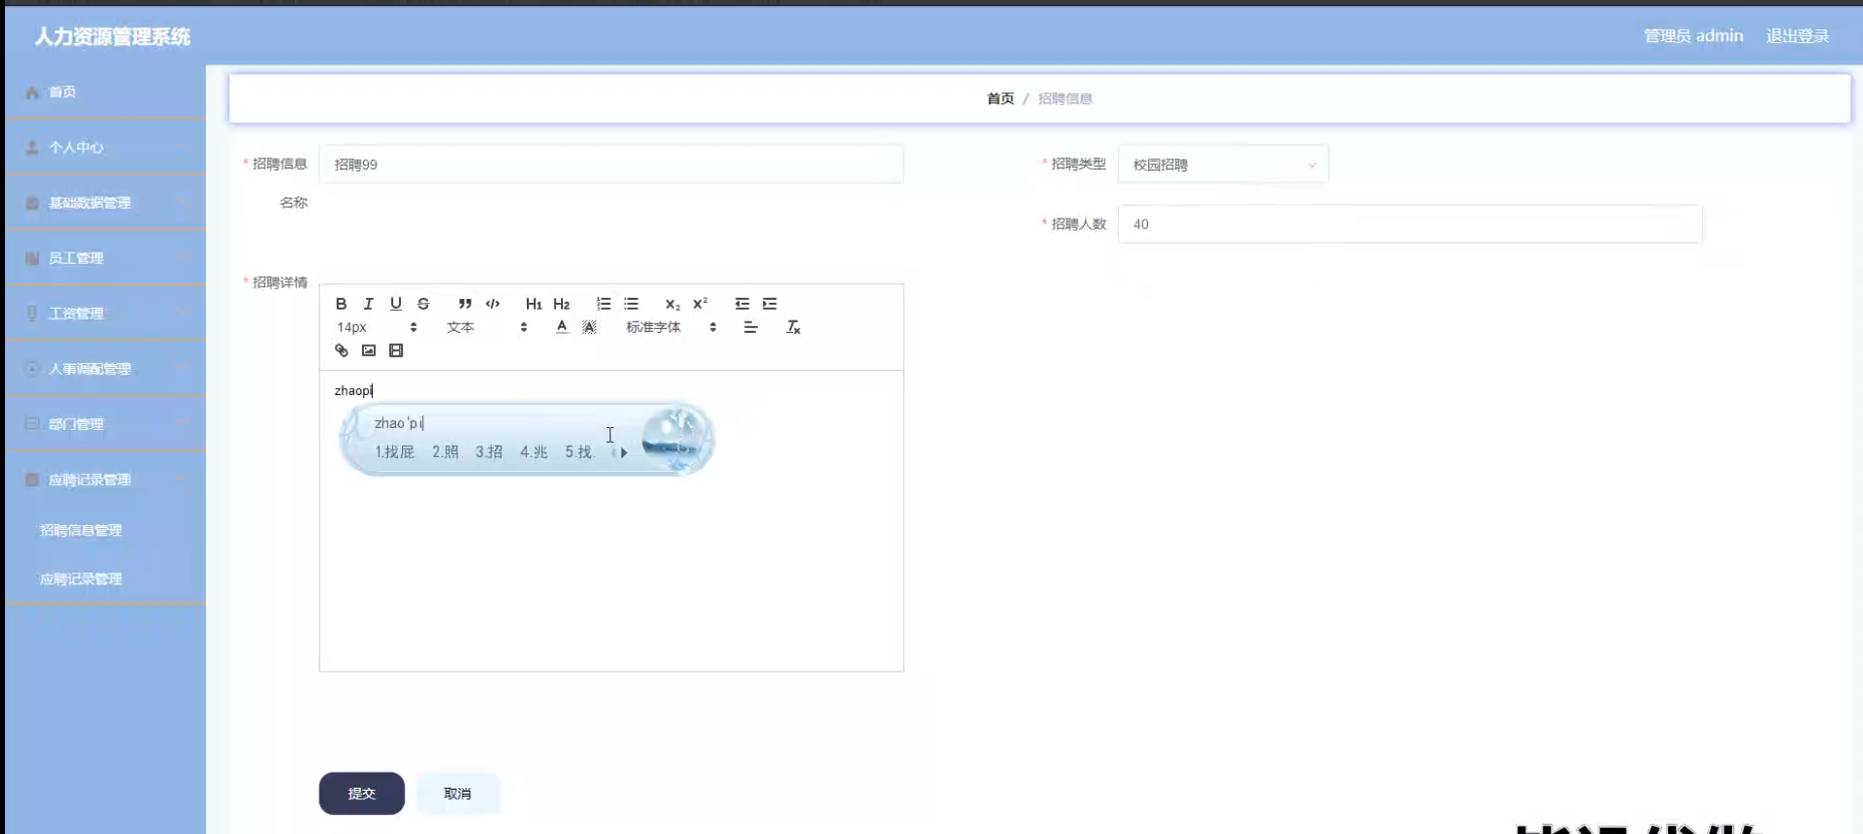 人力资源管理系统
管理员 admin 退出登录
首页
个人中心
基础数据管理
员工管理
工资管理
人事调配管理
部门管理
应聘记录管理
招聘信息管理
应聘记录管理
首页 / 招聘信息
* 招聘信息名称 招聘99
* 招聘类型 校园招聘
* 招聘人数 40
* 招聘详情
B I U S H1 H2 X2 X2
14px 文本 A A 标准字体
zhaopi
zhao'pi
1.找屁 2.照 3.招 4.兆 5.找.
提交 取消